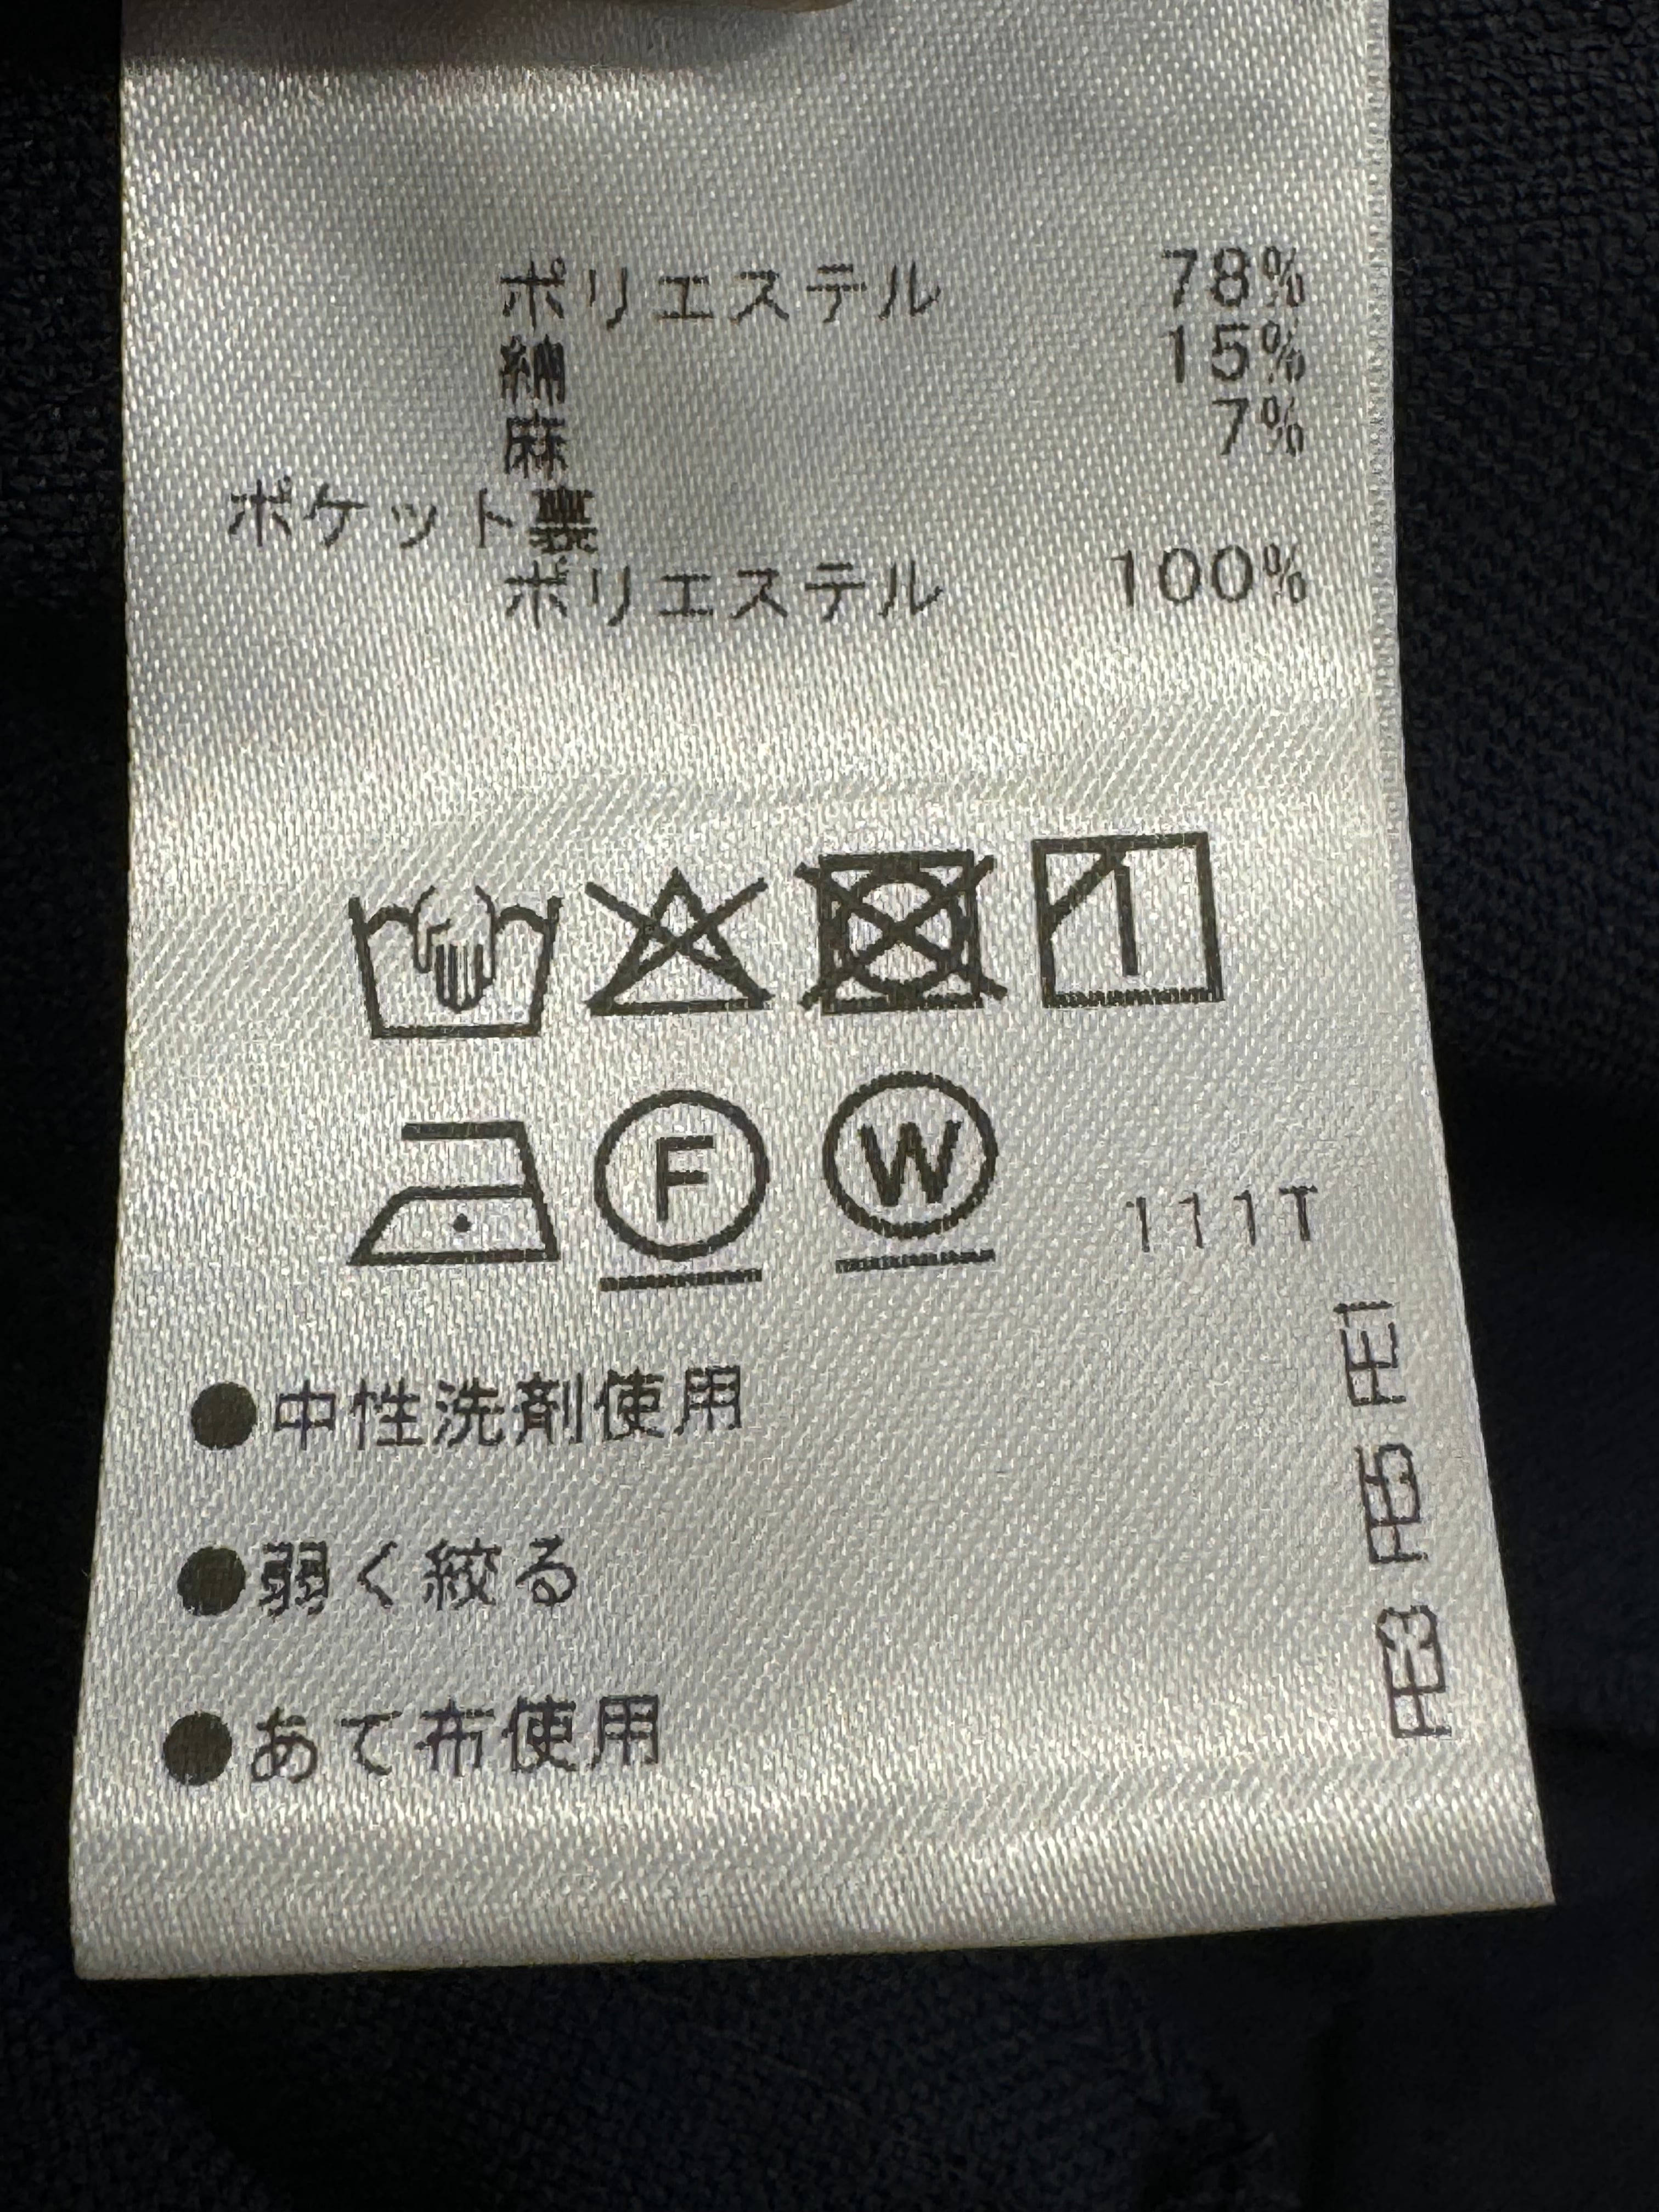 ポリエステル 78%
綿 15%
麻 7%
ポケット裏
ポリエステル 100%
F W 111T
●中性洗剤使用
●弱く絞る
●あて布使用